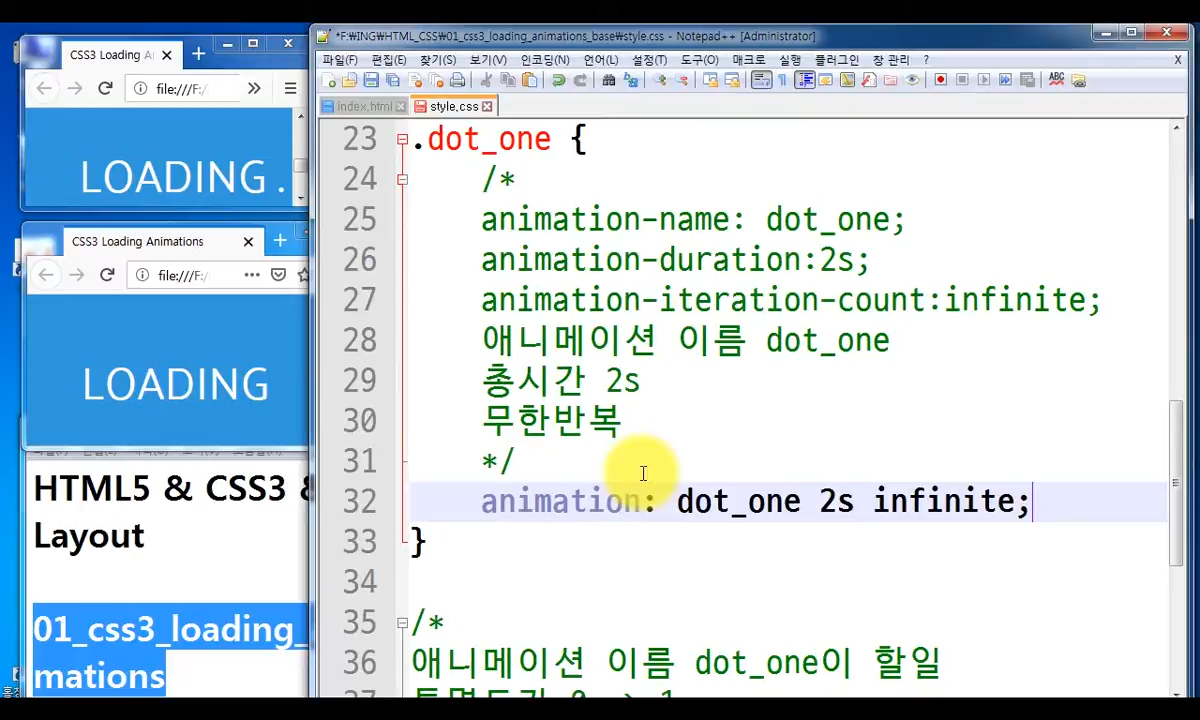 CSS3 Loading A
file:///F:/
LOADING .
CSS3 Loading Animations
file:///F:/
LOADING
HTML5 & CSS3 &
Layout
01_css3_loading_
mations
*F:₩ING₩HTML_CSS₩01_css3_loading_animations_base₩style.css - Notepad++ [Administrator]
파일(F) 편집(E) 찾기(S) 보기(V) 인코딩(N) 언어(L) 설정(T) 도구(O) 매크로 실행 플러그인 창 관리 ? X
index.html style.css
23 .dot_one {
24 /*
25 animation-name: dot_one;
26 animation-duration:2s;
27 animation-iteration-count:infinite;
28 애니메이션 이름 dot_one
29 총시간 2s
30 무한반복
31 */
32 animation: dot_one 2s infinite;
33 }
34
35 /*
36 애니메이션 이름 dot_one이 할일